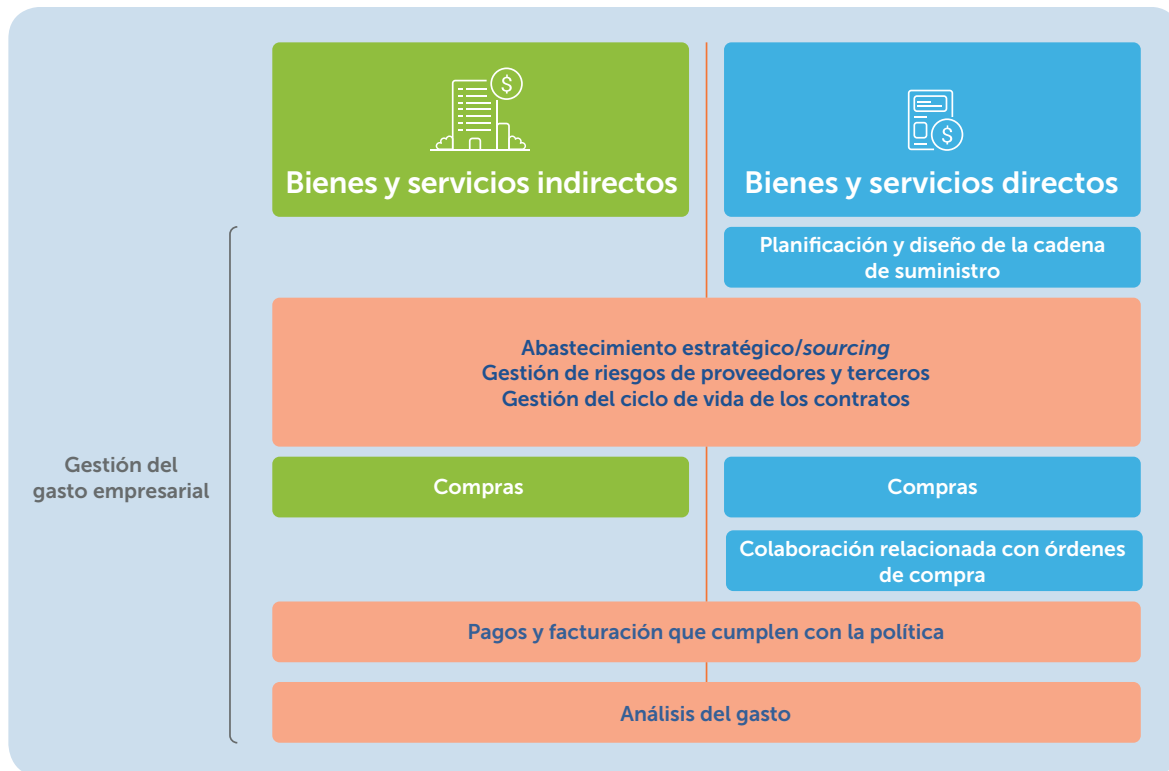 $
$
Bienes y servicios indirectos
Bienes y servicios directos
Planificación y diseño de la cadena
de suministro
Abastecimiento estratégico/sourcing
Gestión de riesgos de proveedores y terceros
Gestión del ciclo de vida de los contratos
Gestión del
gasto empresarial
Compras
Compras
Colaboración relacionada con órdenes
de compra
Pagos y facturación que cumplen con la política
Análisis del gasto